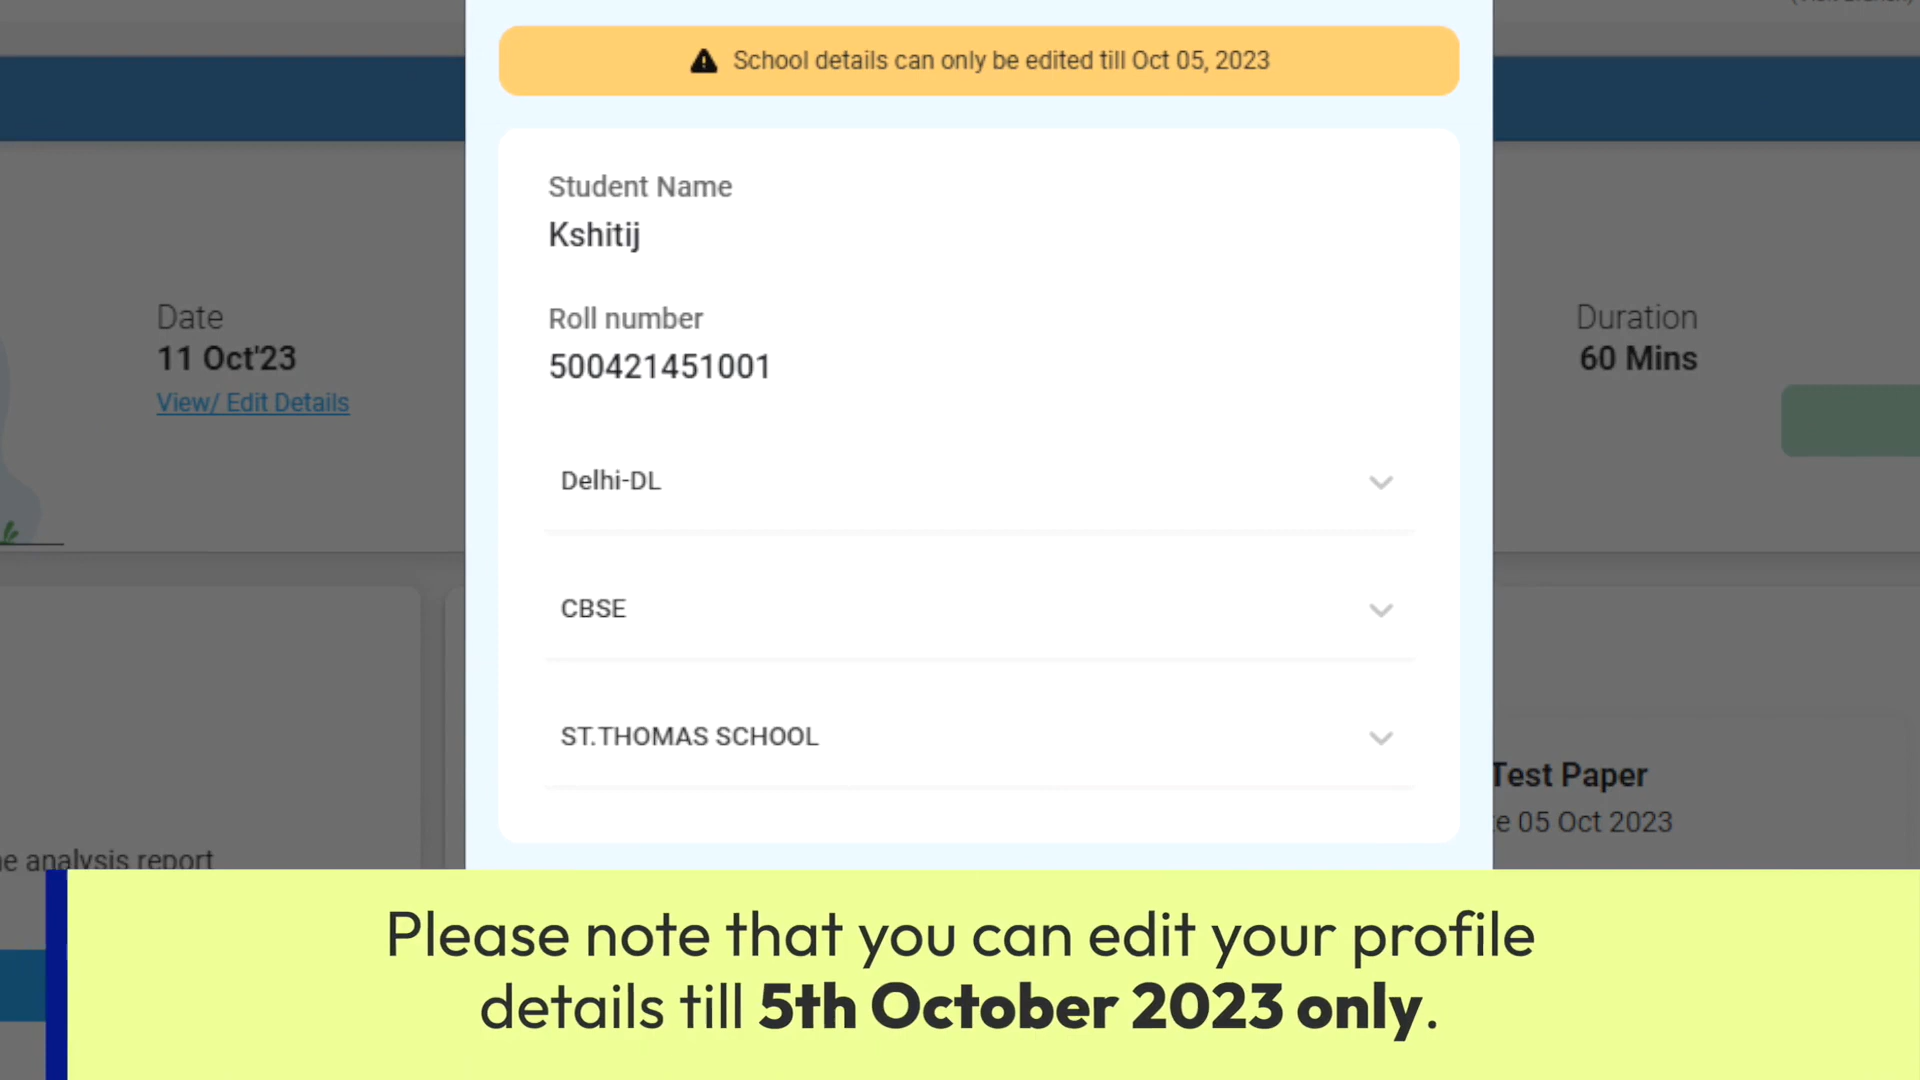 School details can only be edited till Oct 05, 2023
Student Name
Kshitij
Roll number
500421451001
Date
11 Oct'23
View/ Edit Details
Duration
60 Mins
Delhi-DL
CBSE
ST.THOMAS SCHOOL
Test Paper
05 Oct 2023
analysis report
Please note that you can edit your profile
details till 5th October 2023 only.